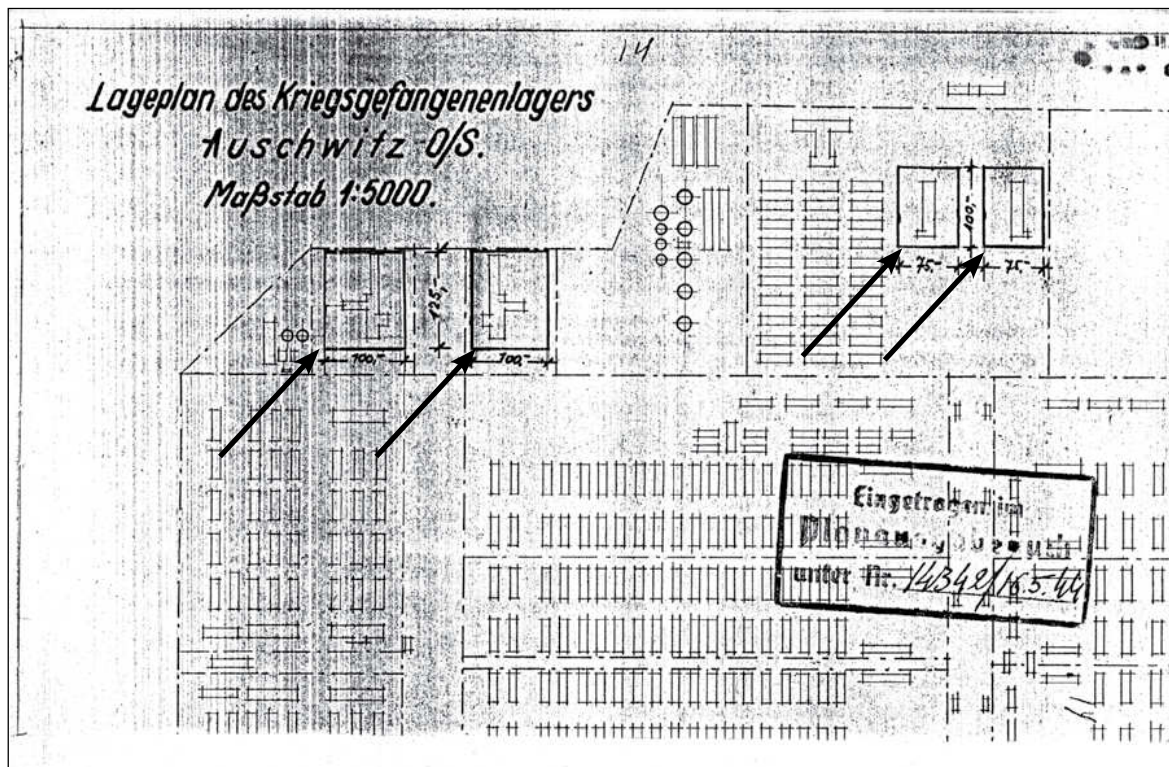 14
Lageplan des Kriegsgefangenenlagers
Auschwitz O/S.
Maßstab 1:5000.
100,-
75,-
75,-
125,-
100,-
100,-
Eingetragen im
unter Nr. 14342/16.5.44